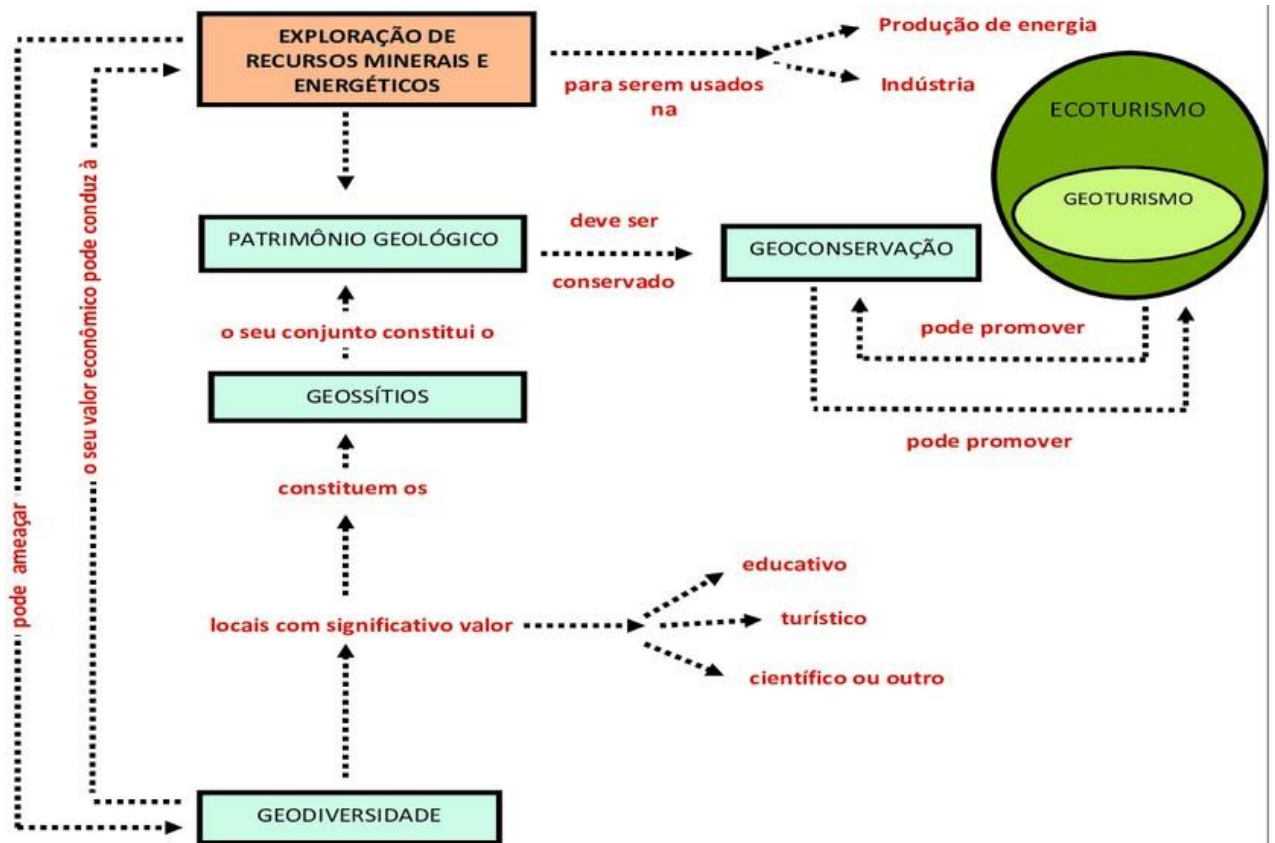 EXPLORAÇÃO DE
RECURSOS MINERAIS E
ENERGÉTICOS
para serem usados
na
Produção de energia
Indústria
ECOTURISMO
GEOTURISMO
PATRIMÔNIO GEOLÓGICO
deve ser
conservado
GEOCONSERVAÇÃO
pode promover
pode promover
o seu conjunto constitui o
GEOSSÍTIOS
constituem os
locais com significativo valor
educativo
turístico
científico ou outro
GEODIVERSIDADE
o seu valor econômico pode conduz à
pode ameaçar